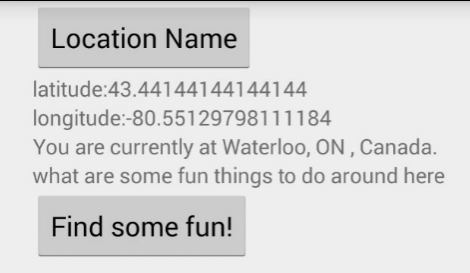 Location Name
latitude:43.44144144144144
longitude:-80.55129798111184
You are currently at Waterloo, ON , Canada.
what are some fun things to do around here
Find some fun!